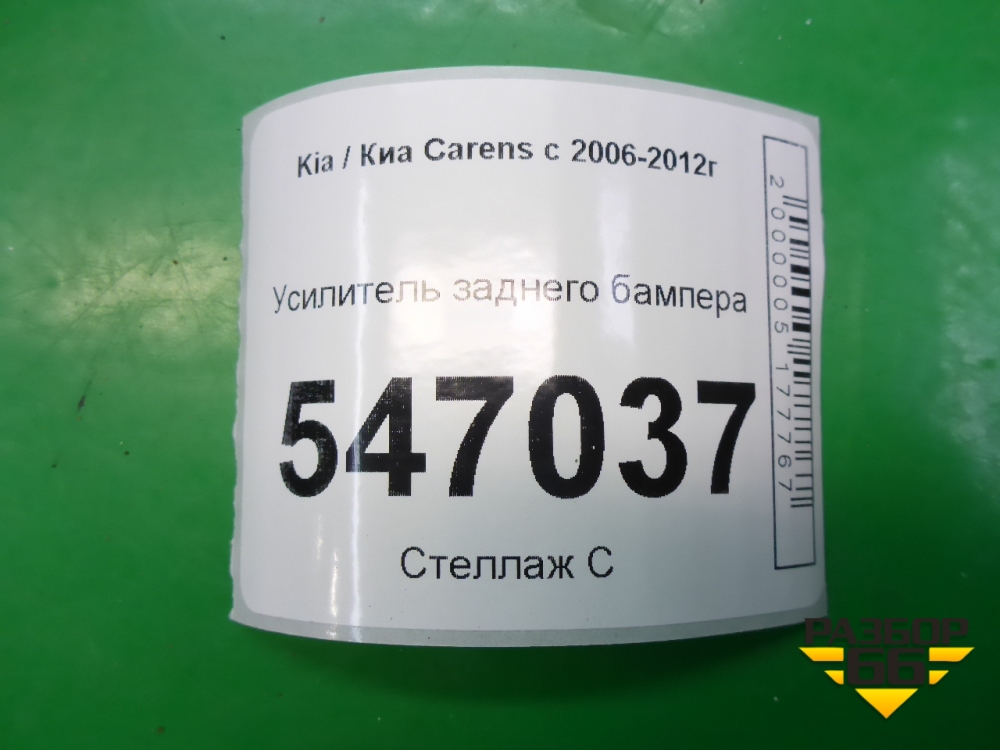 Kia / Киа Carens с 2006-2012г
Усилитель заднего бампера
547037
Стеллаж С
2000005177767
РАЗБОР
66